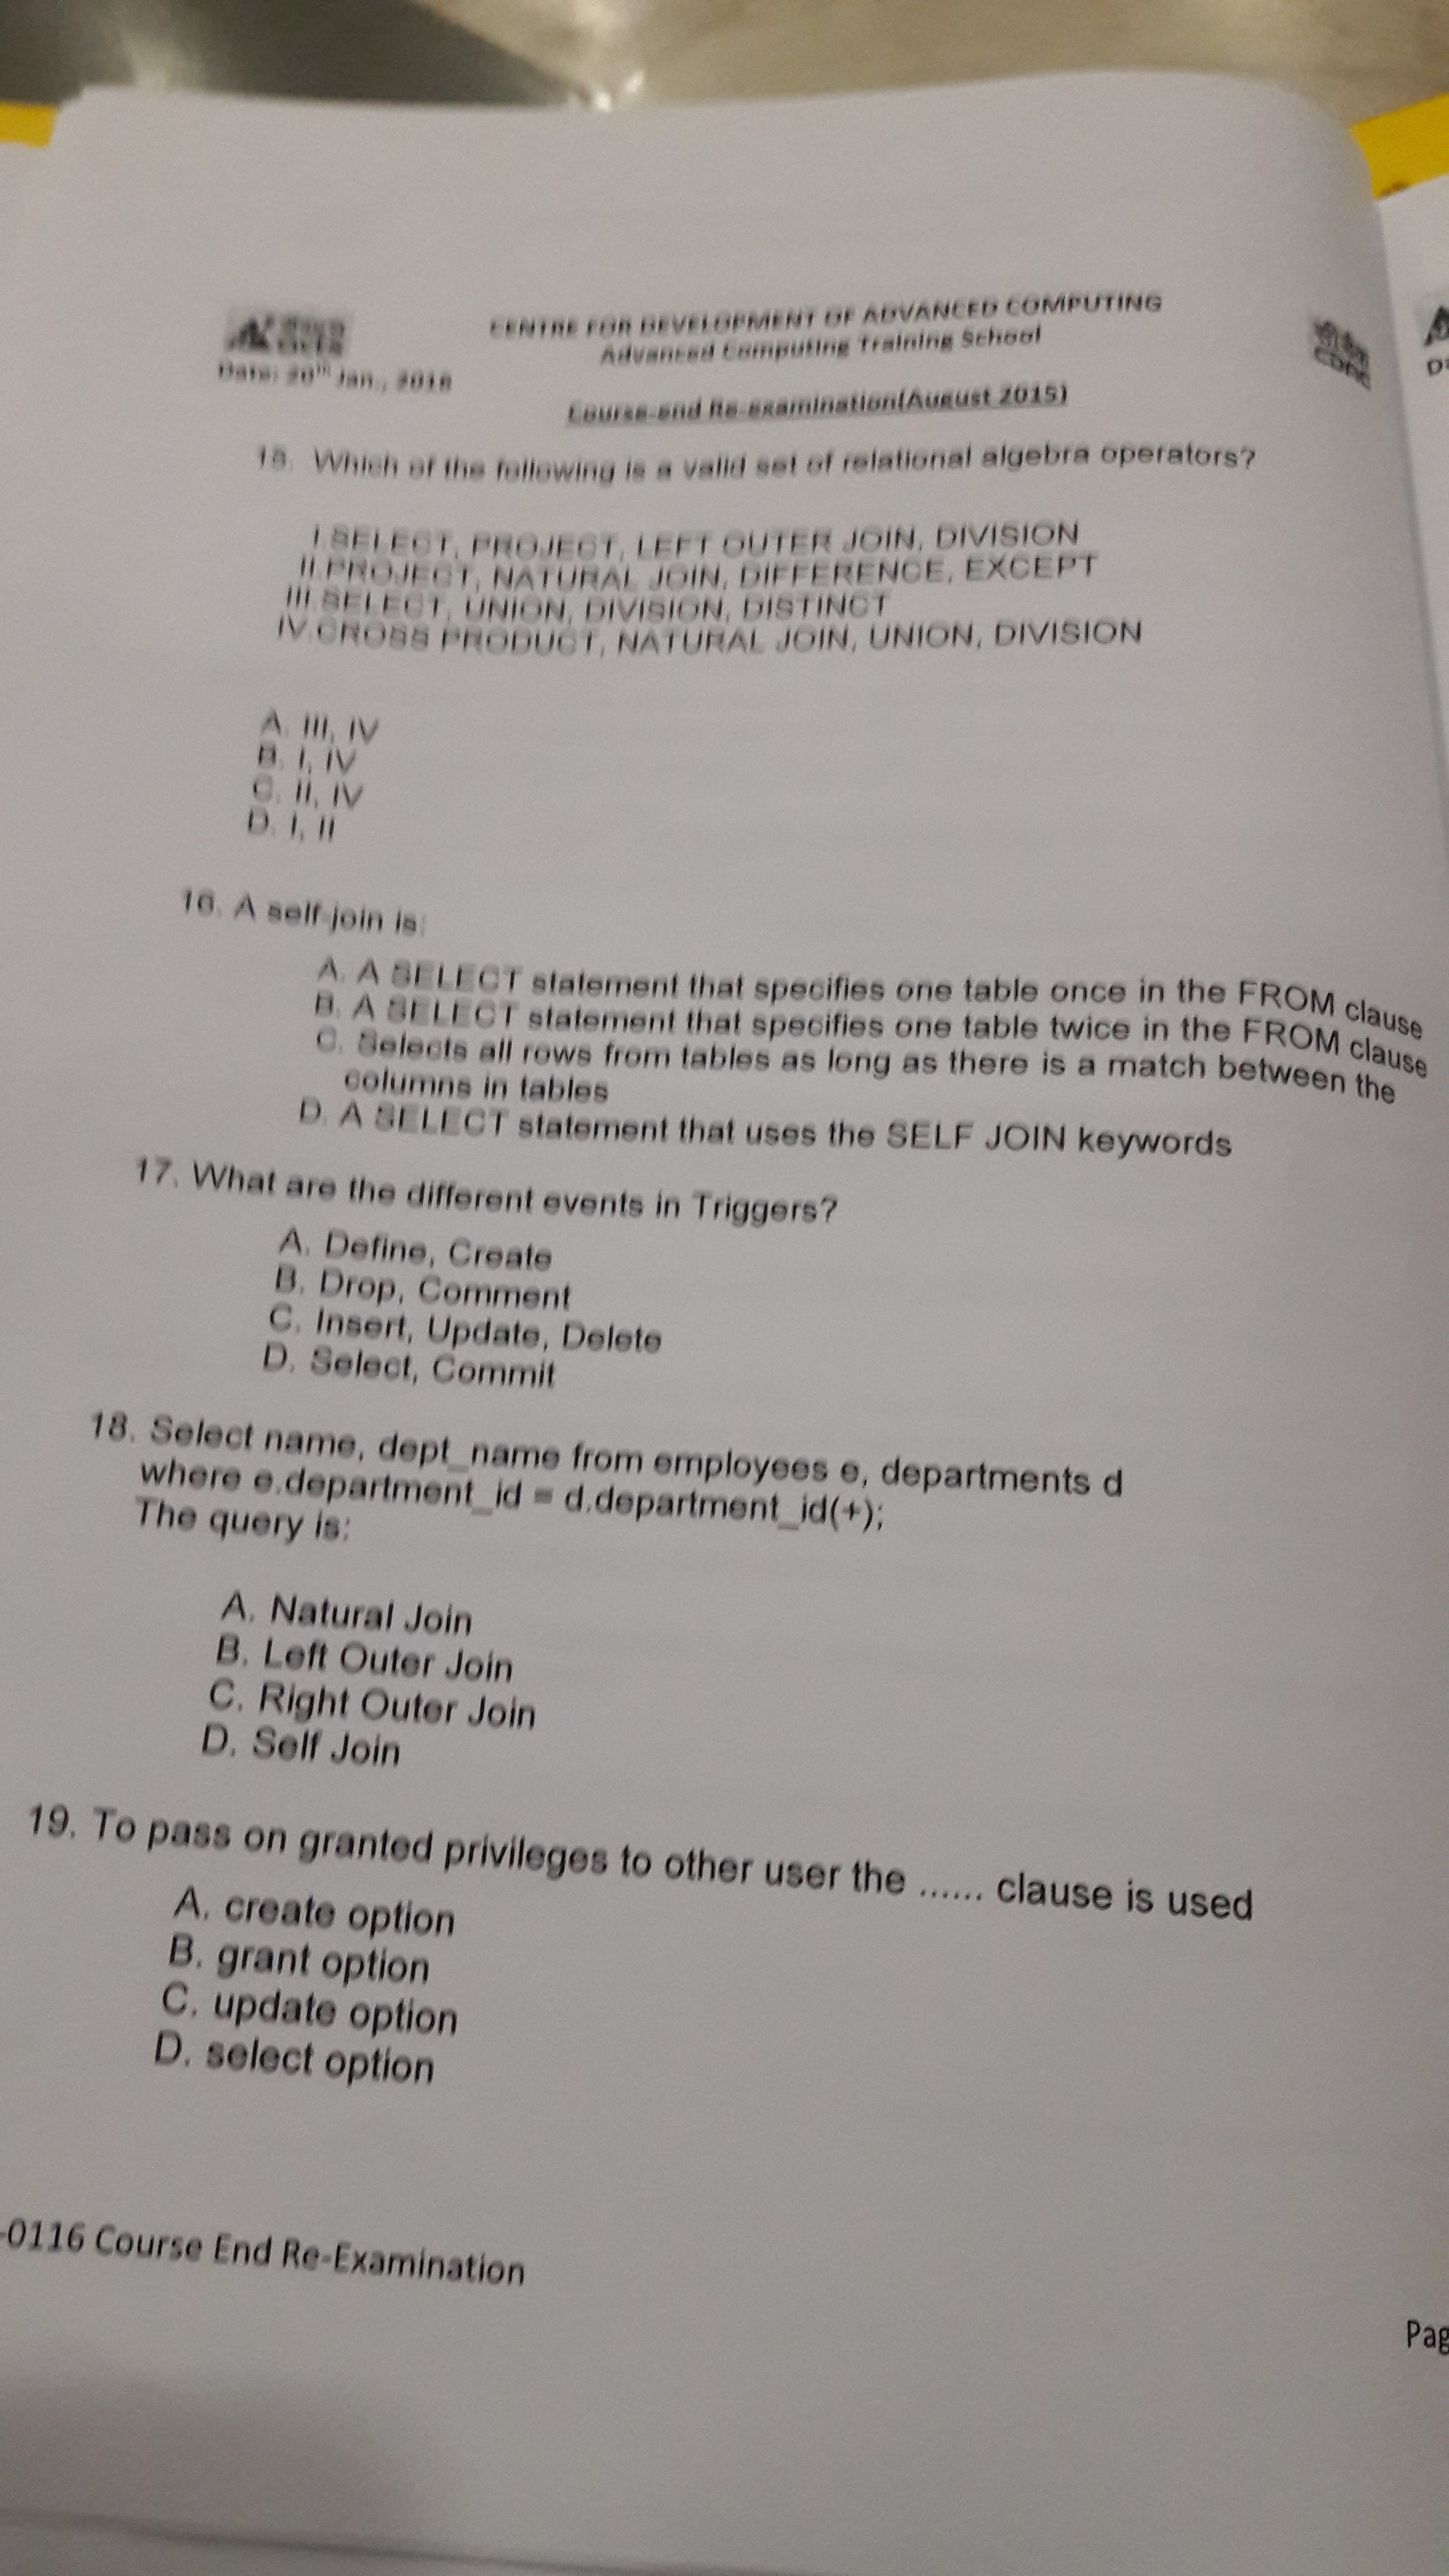 CENTRE FOR DEVELOPMENT OF ADVANCED COMPUTING
Advanced Computing Training School
Date: 20th Jan., 2016
Course-end Re-examination(August 2015)
15. Which of the following is a valid set of relational algebra operators?
I.SELECT, PROJECT, LEFT OUTER JOIN, DIVISION
II.PROJECT, NATURAL JOIN, DIFFERENCE, EXCEPT
III.SELECT, UNION, DIVISION, DISTINCT
IV.CROSS PRODUCT, NATURAL JOIN, UNION, DIVISION
A. III, IV
B. I, IV
C. II, IV
D. I, II
16. A self-join is:
A. A SELECT statement that specifies one table once in the FROM clause
B. A SELECT statement that specifies one table twice in the FROM clause
C. Selects all rows from tables as long as there is a match between the
columns in tables
D. A SELECT statement that uses the SELF JOIN keywords
17. What are the different events in Triggers?
A. Define, Create
B. Drop, Comment
C. Insert, Update, Delete
D. Select, Commit
18. Select name, dept_name from employees e, departments d
where e.department_id = d.department_id(+);
The query is:
A. Natural Join
B. Left Outer Join
C. Right Outer Join
D. Self Join
19. To pass on granted privileges to other user the ...... clause is used
A. create option
B. grant option
C. update option
D. select option
-0116 Course End Re-Examination
Pag